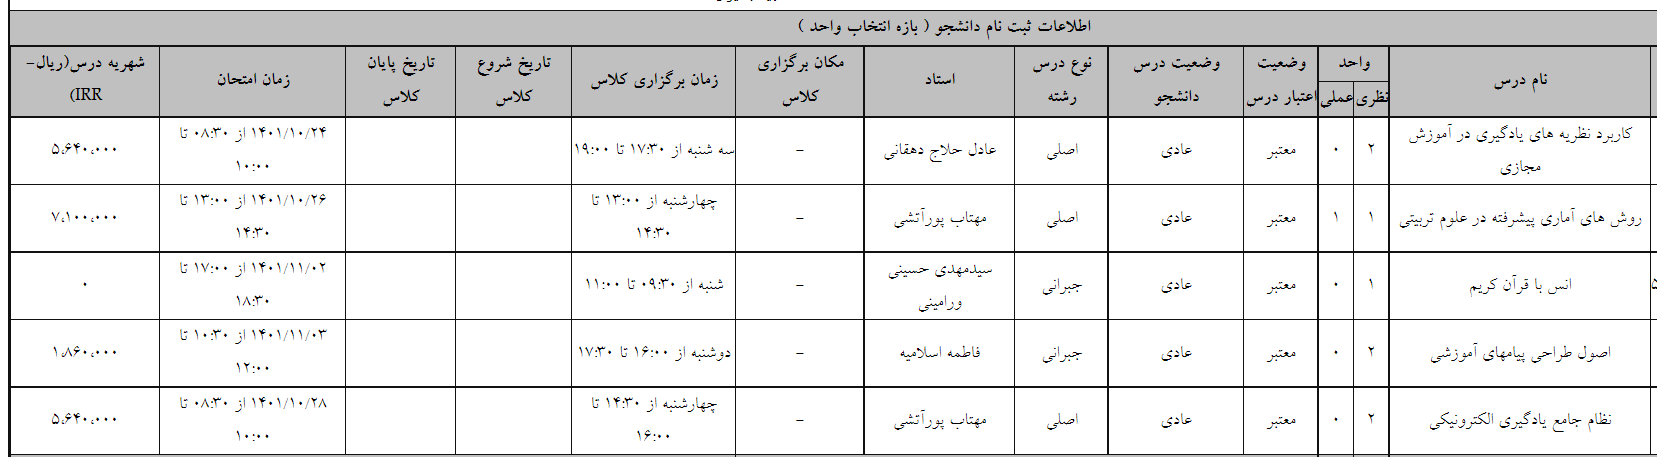 اطلاعات ثبت نام دانشجو ( بازه انتخاب واحد )
نام درس
واحد
نظری
عملی
وضعیت
اعتبار درس
وضعیت درس
دانشجو
نوع درس
رشته
استاد
مکان برگزاری
کلاس
زمان برگزاری کلاس
تاریخ شروع
کلاس
تاریخ پایان
کلاس
زمان امتحان
شهریه درس(ریال-
IRR)
کاربرد نظریه های یادگیری در آموزش
مجازی
۲
۰
معتبر
عادی
اصلی
عادل حلاج دهقانی
-
سه شنبه از ۱۷:۳۰ تا ۱۹:۰۰
۱۴۰۱/۱۰/۲۴ از ۰۸:۳۰ تا
۱۰:۰۰
۵،۶۴۰،۰۰۰
روش های آماری پیشرفته در علوم تربیتی
۱
۱
معتبر
عادی
اصلی
مهتاب پورآتشی
-
چهارشنبه از ۱۳:۰۰ تا
۱۴:۳۰
۱۴۰۱/۱۰/۲۶ از ۱۳:۰۰ تا
۱۴:۳۰
۷،۱۰۰،۰۰۰
انس با قرآن کریم
۱
۰
معتبر
عادی
جبرانی
سیدمهدی حسینی
ورامینی
-
شنبه از ۰۹:۳۰ تا ۱۱:۰۰
۱۴۰۱/۱۱/۰۲ از ۱۷:۰۰ تا
۱۸:۳۰
۰
اصول طراحی پیامهای آموزشی
۲
۰
معتبر
عادی
جبرانی
فاطمه اسلامیه
-
دوشنبه از ۱۶:۰۰ تا ۱۷:۳۰
۱۴۰۱/۱۱/۰۳ از ۱۰:۳۰ تا
۱۲:۰۰
۱،۸۶۰،۰۰۰
نظام جامع یادگیری الکترونیکی
۲
۰
معتبر
عادی
اصلی
مهتاب پورآتشی
-
چهارشنبه از ۱۴:۳۰ تا
۱۶:۰۰
۱۴۰۱/۱۰/۲۸ از ۰۸:۳۰ تا
۱۰:۰۰
۵،۶۴۰،۰۰۰